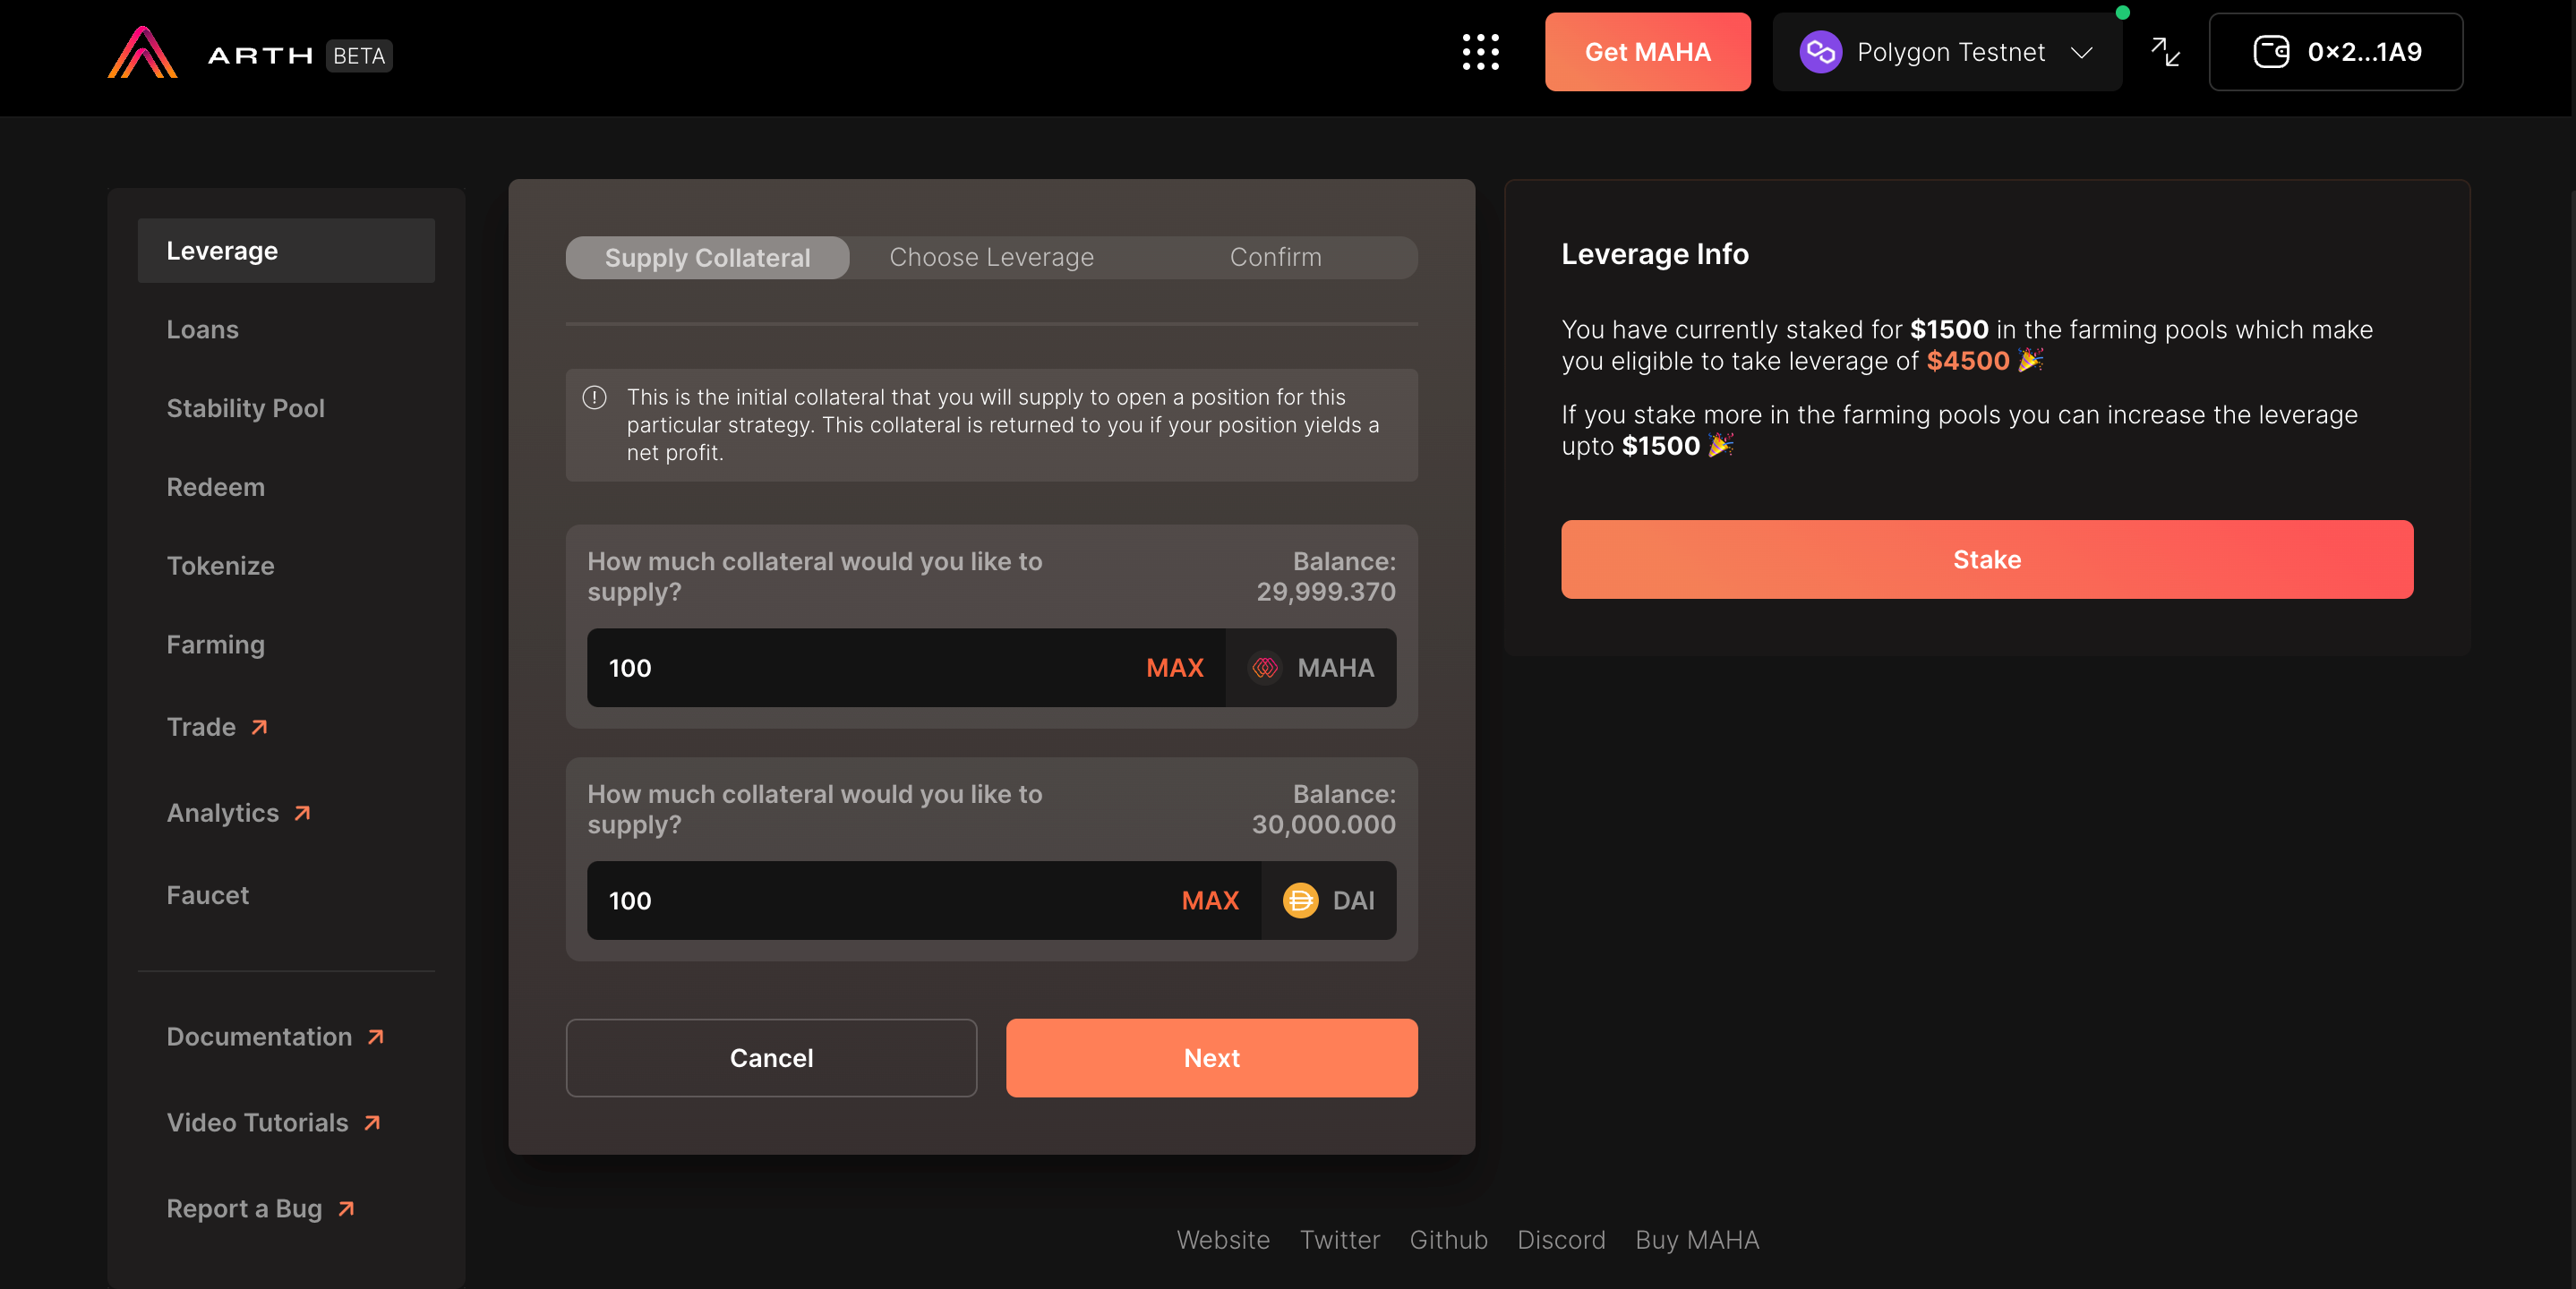 ARTH BETA
Get MAHA
Polygon Testnet
0×2...1A9
Leverage
Loans
Stability Pool
Redeem
Tokenize
Farming
Trade
Analytics
Faucet
Documentation
Video Tutorials
Report a Bug
Supply Collateral
Choose Leverage
Confirm
This is the initial collateral that you will supply to open a position for this
particular strategy. This collateral is returned to you if your position yields a
net profit.
How much collateral would you like to
supply?
Balance:
29,999.370
100
MAX
MAHA
How much collateral would you like to
supply?
Balance:
30,000.000
100
MAX
DAI
Cancel
Next
Leverage Info
You have currently staked for $1500 in the farming pools which make
you eligible to take leverage of $4500 🎉
If you stake more in the farming pools you can increase the leverage
upto $1500 🎉
Stake
Website
Twitter
Github
Discord
Buy MAHA